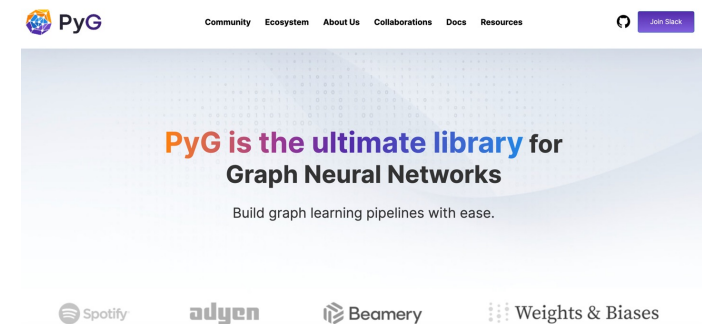 PyG
Community Ecosystem About Us Collaborations Docs Resources
Join Slack
PyG is the ultimate library for
Graph Neural Networks
Build graph learning pipelines with ease.
Spotify
adyen
Beamery
Weights & Biases